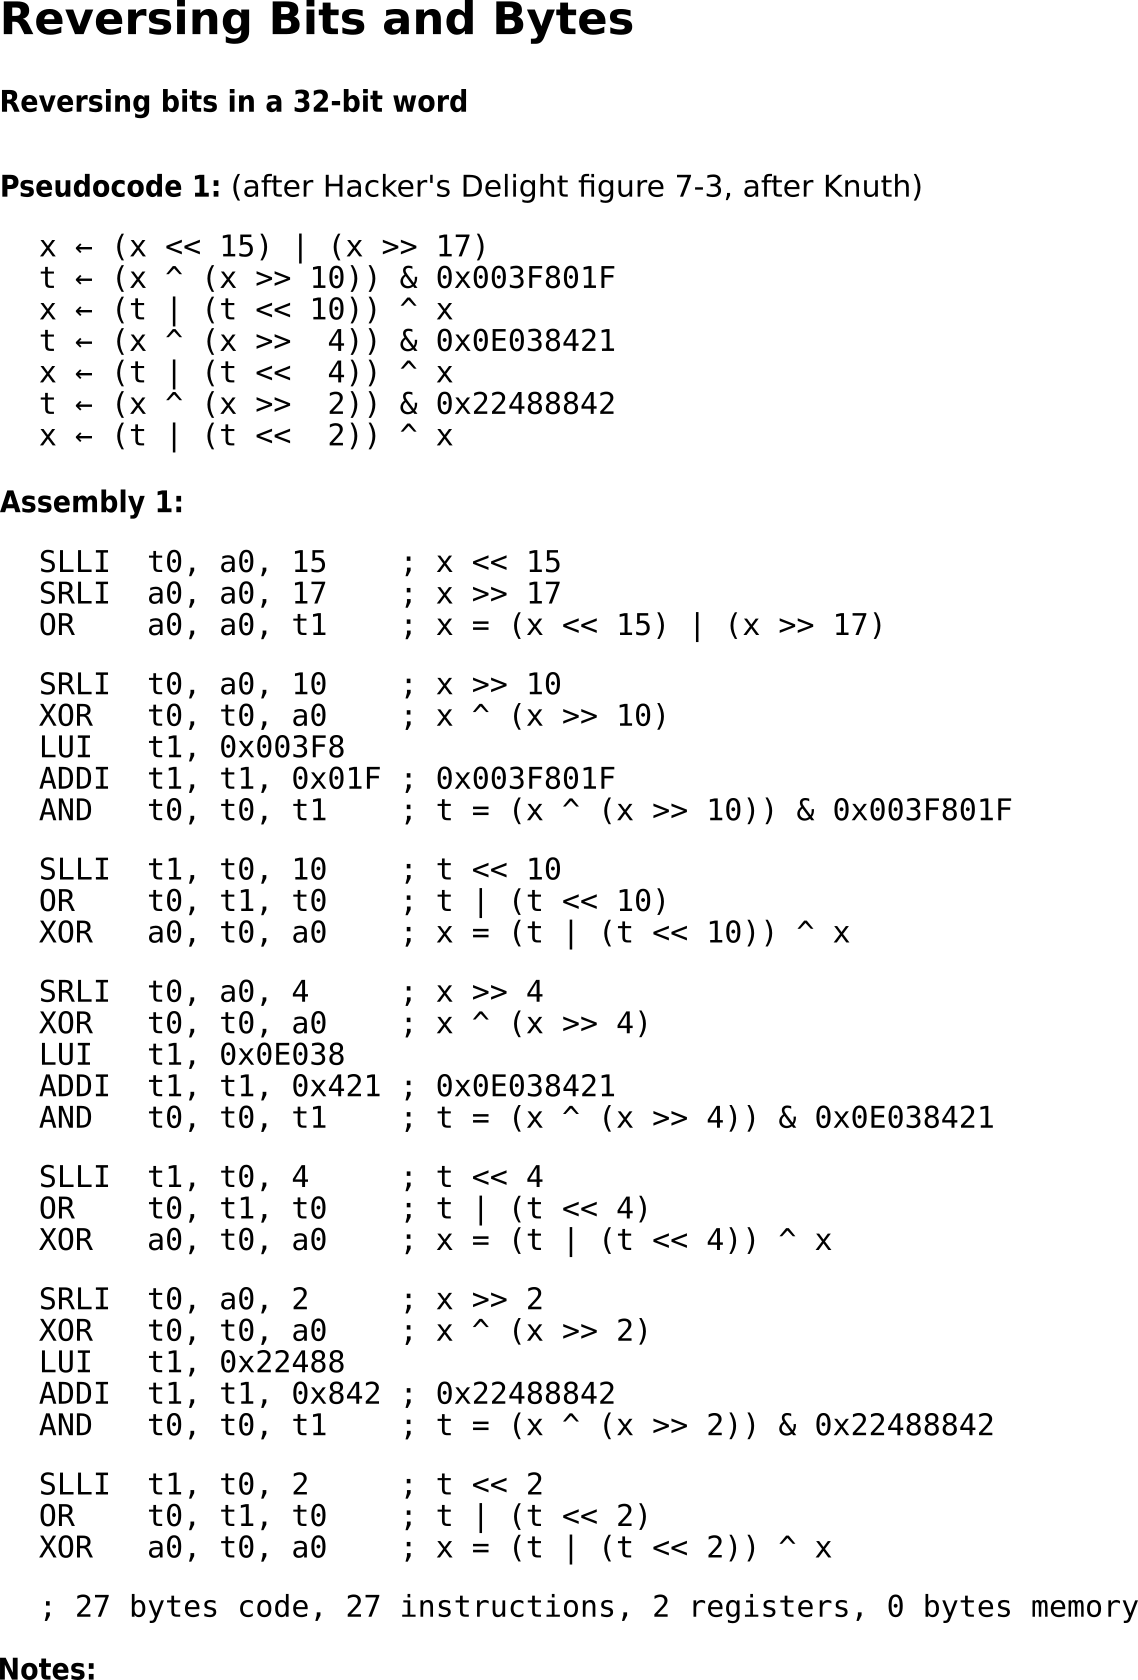 Reversing Bits and Bytes
Reversing bits in a 32-bit word
Pseudocode 1: (after Hacker's Delight figure 7-3, after Knuth)
x ← (x << 15) | (x >> 17)
t ← (x ^ (x >> 10)) & 0x003F801F
x ← (t | (t << 10)) ^ x
t ← (x ^ (x >>  4)) & 0x0E038421
x ← (t | (t <<  4)) ^ x
t ← (x ^ (x >>  2)) & 0x22488842
x ← (t | (t <<  2)) ^ x
Assembly 1:
SLLI  t0, a0, 15    ; x << 15
SRLI  a0, a0, 17    ; x >> 17
OR    a0, a0, t1    ; x = (x << 15) | (x >> 17)
SRLI  t0, a0, 10    ; x >> 10
XOR   t0, t0, a0    ; x ^ (x >> 10)
LUI   t1, 0x003F8
ADDI  t1, t1, 0x01F ; 0x003F801F
AND   t0, t0, t1    ; t = (x ^ (x >> 10)) & 0x003F801F
SLLI  t1, t0, 10    ; t << 10
OR    t0, t1, t0    ; t | (t << 10)
XOR   a0, t0, a0    ; x = (t | (t << 10)) ^ x
SRLI  t0, a0, 4     ; x >> 4
XOR   t0, t0, a0    ; x ^ (x >> 4)
LUI   t1, 0x0E038
ADDI  t1, t1, 0x421 ; 0x0E038421
AND   t0, t0, t1    ; t = (x ^ (x >> 4)) & 0x0E038421
SLLI  t1, t0, 4     ; t << 4
OR    t0, t1, t0    ; t | (t << 4)
XOR   a0, t0, a0    ; x = (t | (t << 4)) ^ x
SRLI  t0, a0, 2     ; x >> 2
XOR   t0, t0, a0    ; x ^ (x >> 2)
LUI   t1, 0x22488
ADDI  t1, t1, 0x842 ; 0x22488842
AND   t0, t0, t1    ; t = (x ^ (x >> 2)) & 0x22488842
SLLI  t1, t0, 2     ; t << 2
OR    t0, t1, t0    ; t | (t << 2)
XOR   a0, t0, a0    ; x = (t | (t << 2)) ^ x
; 27 bytes code, 27 instructions, 2 registers, 0 bytes memory
Notes: